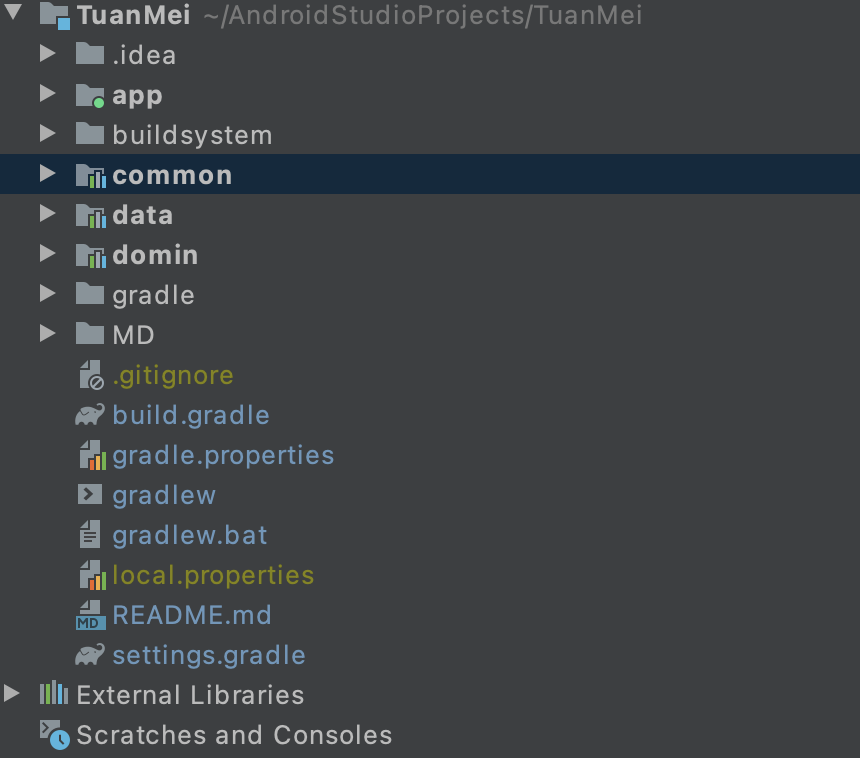 TuanMei ~/AndroidStudioProjects/TuanMei
.idea
app
buildsystem
common
data
domin
gradle
MD
.gitignore
build.gradle
gradle.properties
gradlew
gradlew.bat
local.properties
MD README.md
settings.gradle
External Libraries
Scratches and Consoles